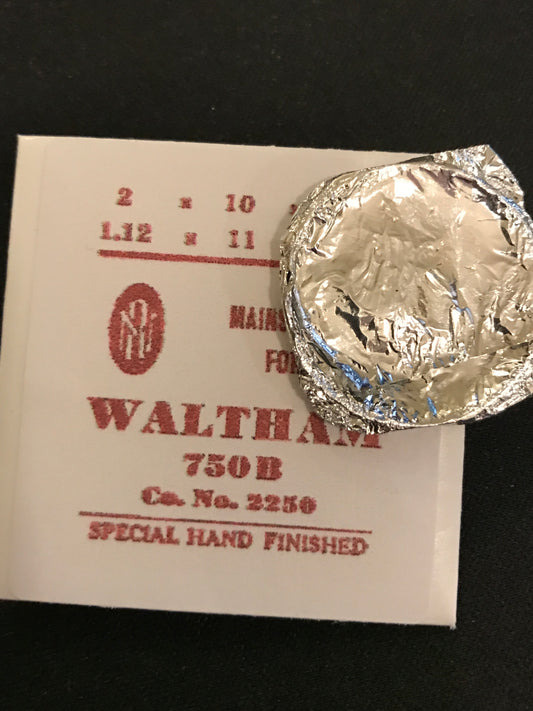 2 x 10
1.12 x 11
MAINS
FO
WALTHAM
750B
Co. No. 2250
SPECIAL HAND FINISHED